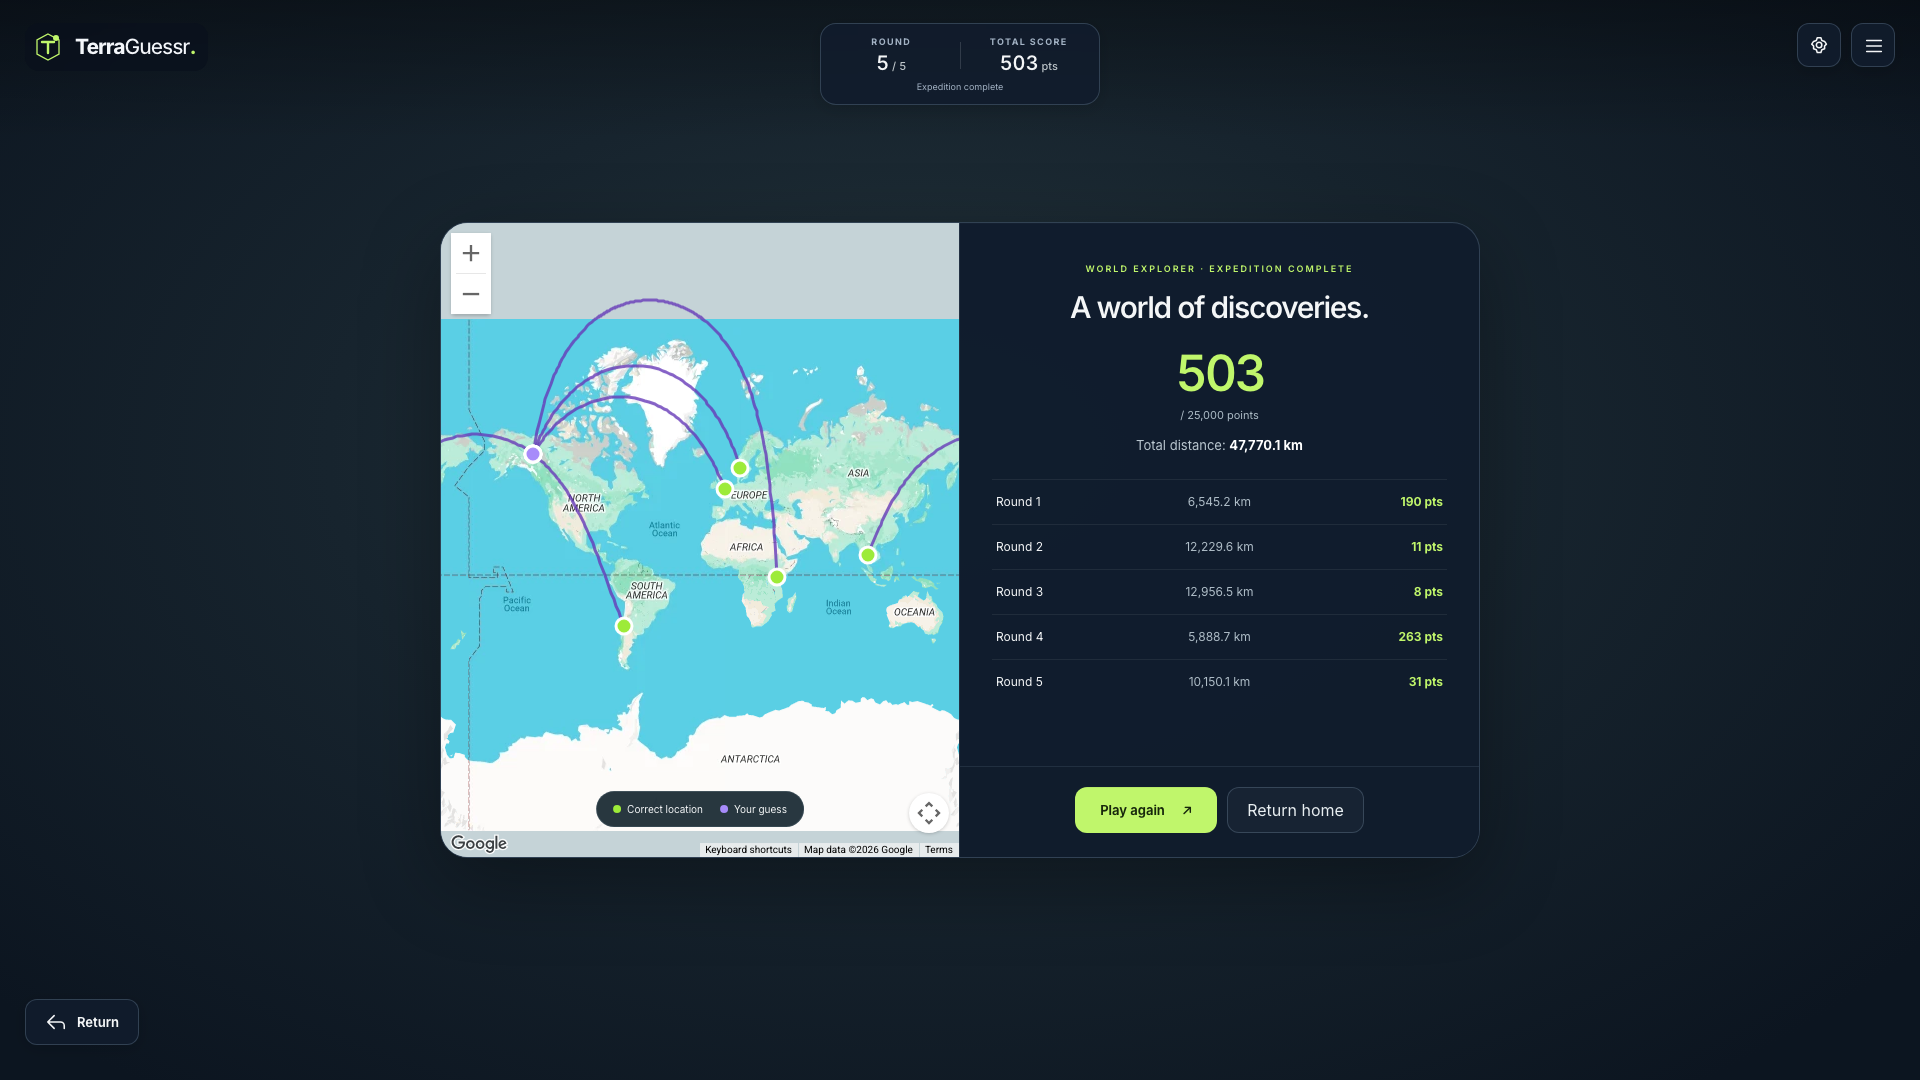 TerraGuessr.
ROUND
5 / 5
TOTAL SCORE
503 pts
Expedition complete
NORTH
AMERICA
Atlantic
Ocean
EUROPE
ASIA
AFRICA
SOUTH
AMERICA
Pacific
Ocean
Indian
Ocean
OCEANIA
ANTARCTICA
Correct location
Your guess
Google
Keyboard shortcuts
Map data ©2026 Google
Terms
WORLD EXPLORER · EXPEDITION COMPLETE
A world of discoveries.
503
/ 25,000 points
Total distance: 47,770.1 km
Round 1 6,545.2 km 190 pts
Round 2 12,229.6 km 11 pts
Round 3 12,956.5 km 8 pts
Round 4 5,888.7 km 263 pts
Round 5 10,150.1 km 31 pts
Play again
Return home
Return